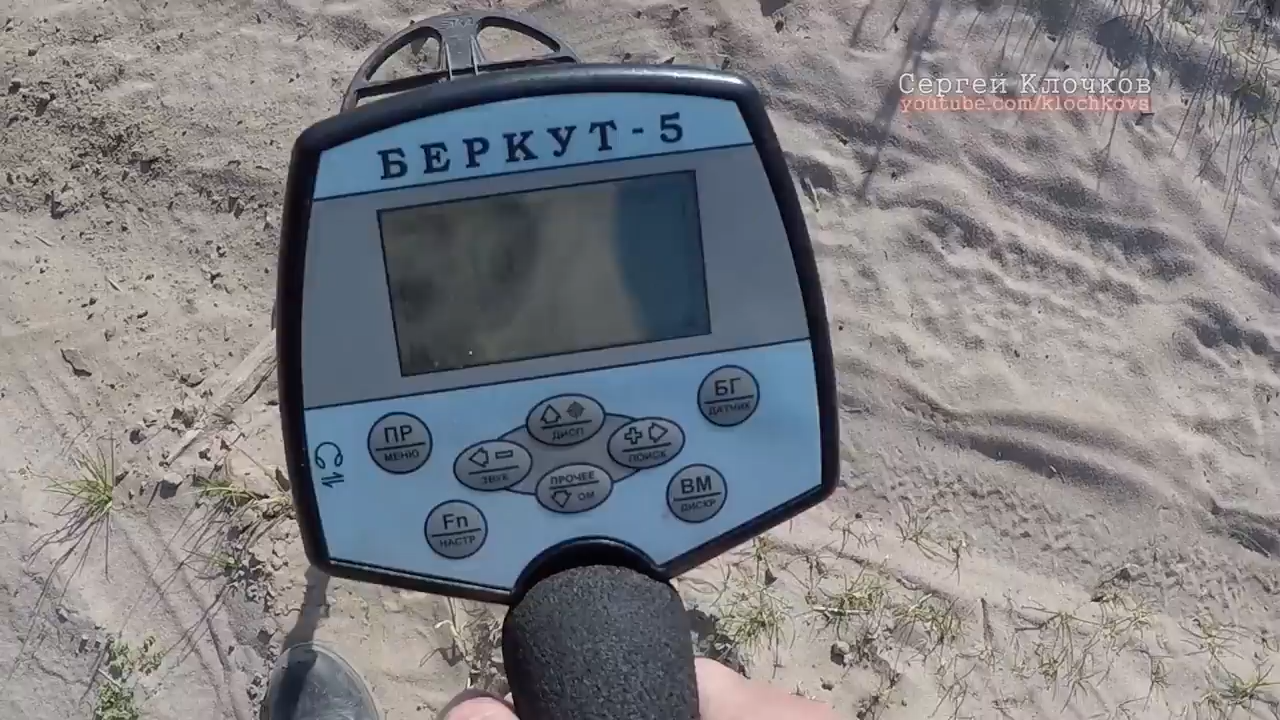 Сергей Клочков
youtube.com/klochkovs
БЕРКУТ-5
БГ
ДАТЧИК
ПР
МЕНЮ
ДИСП
ПОИСК
ЗВУК
ПРОЧЕЕ
ОМ
ВМ
ДИСКР
Fn
НАСТР